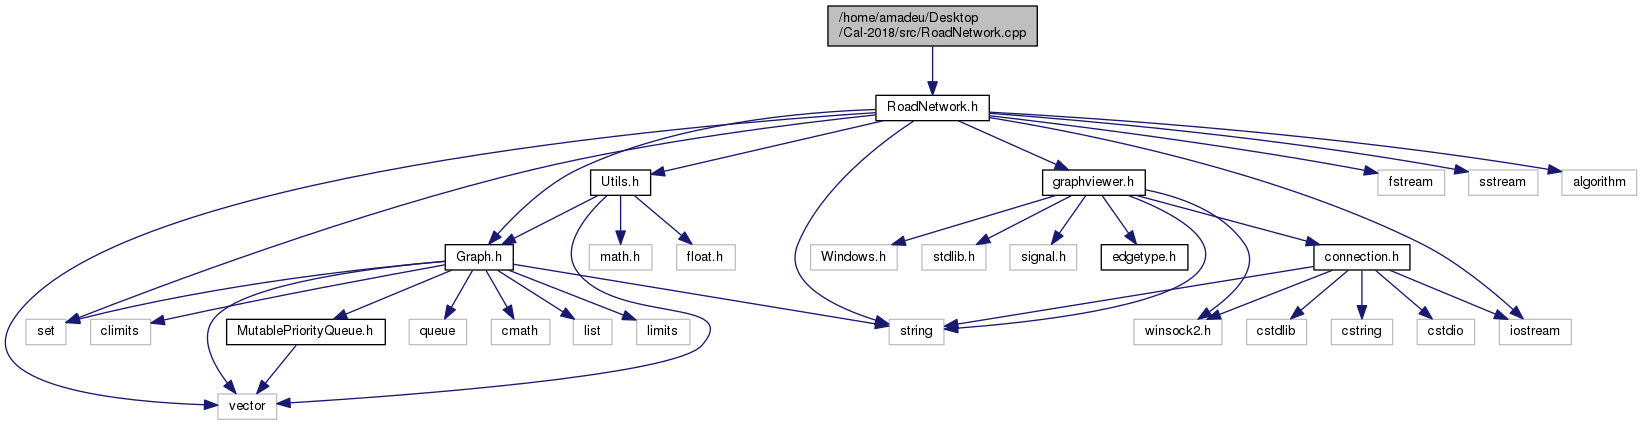 /home/amadeu/Desktop
/Cal-2018/src/RoadNetwork.cpp
RoadNetwork.h
Utils.h
graphviewer.h
fstream
sstream
algorithm
Graph.h
math.h
float.h
Windows.h
stdlib.h
signal.h
edgetype.h
connection.h
set
climits
MutablePriorityQueue.h
queue
cmath
list
limits
string
winsock2.h
cstdlib
cstring
cstdio
iostream
vector